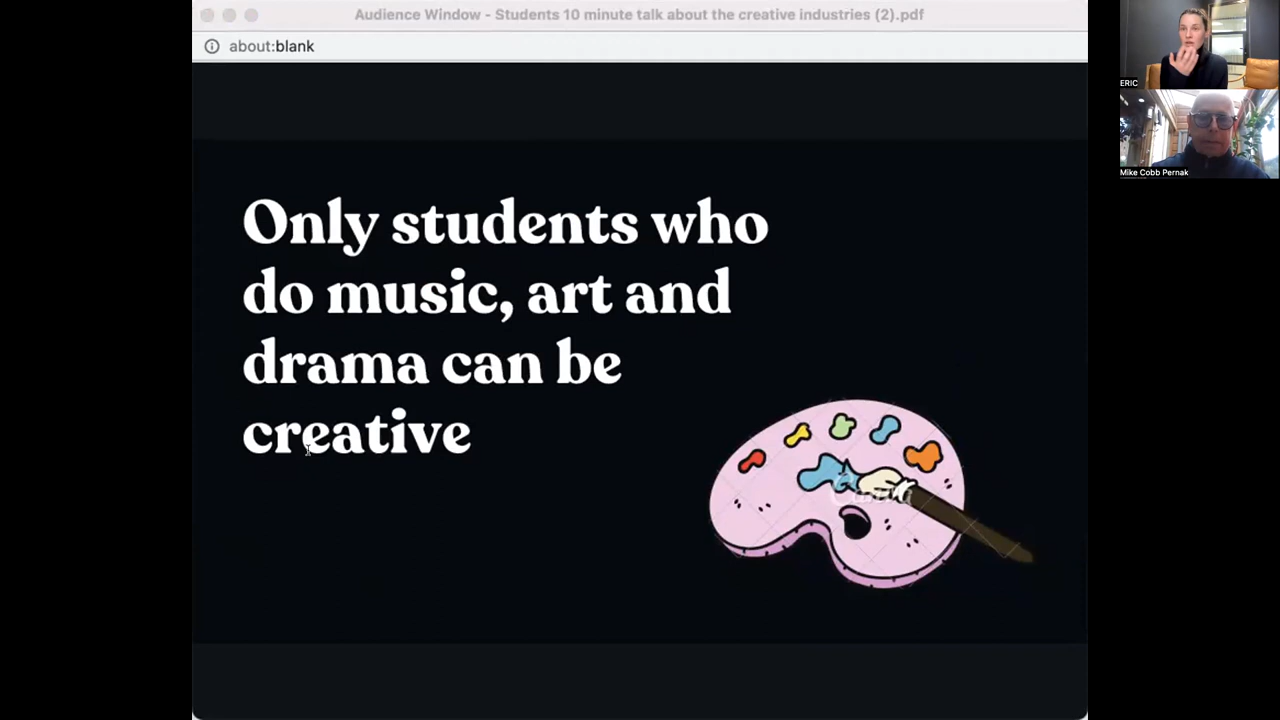 Audience Window - Students 10 minute talk about the creative industries (2).pdf
about:blank
Only students who
do music, art and
drama can be
creative
Canva
ERIC
Mike Cobb Pernak